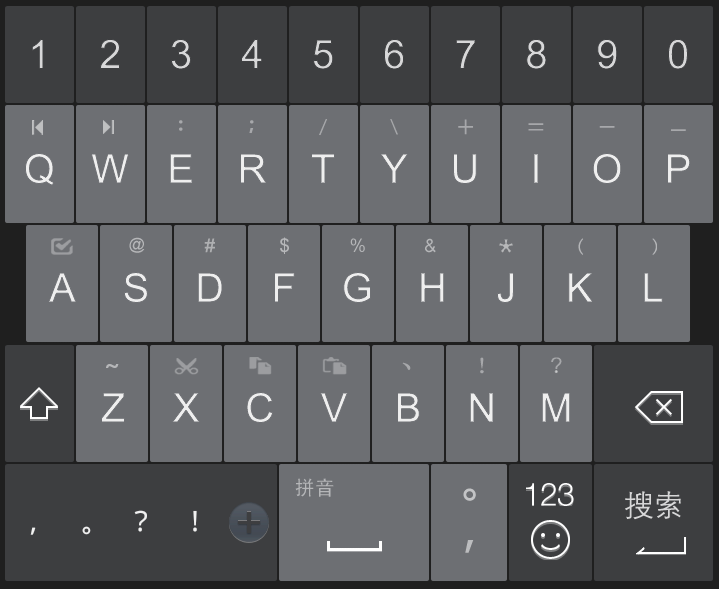 1 2 3 4 5 6 7 8 9 0
: ; / \ + = － _
Q W E R T Y U I O P
@ # $ % & * ( )
A S D F G H J K L
~ 、 ! ?
Z X C V B N M
拼音 。 123
, 。 ? ! , 搜索